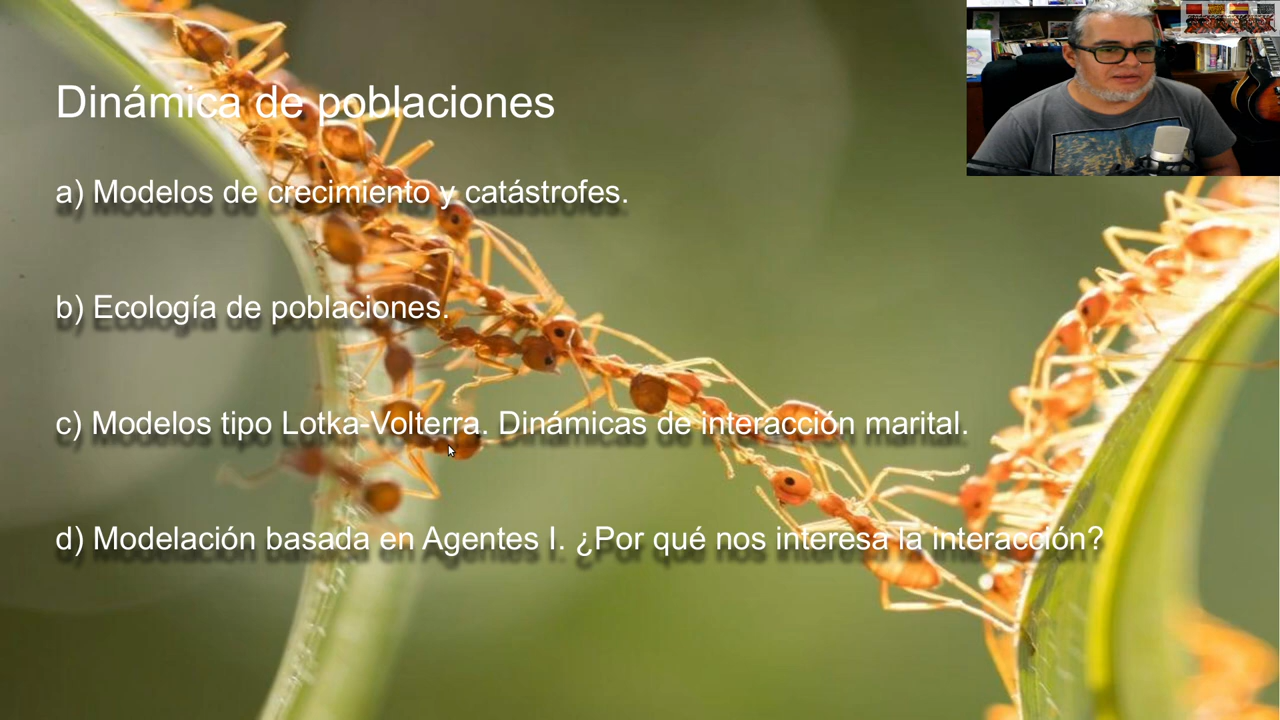 Dinámica de poblaciones
a) Modelos de crecimiento y catástrofes.
b) Ecología de poblaciones.
c) Modelos tipo Lotka-Volterra. Dinámicas de interacción marital.
d) Modelación basada en Agentes I. ¿Por qué nos interesa la interacción?